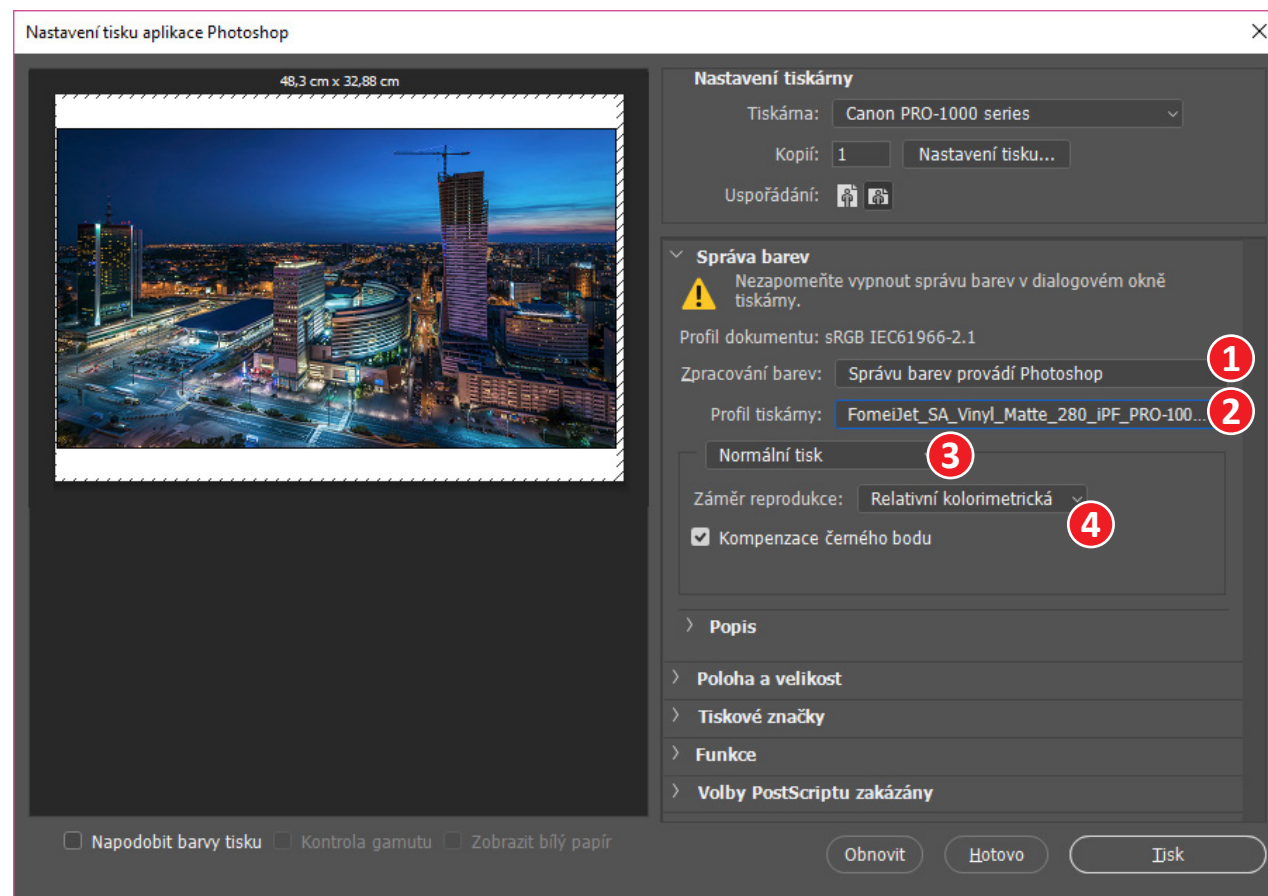 Nastavení tisku aplikace Photoshop
48,3 cm x 32,88 cm
Nastavení tiskárny
Tiskárna: Canon PRO-1000 series
Kopií: 1 Nastavení tisku...
Uspořádání:
Správa barev
Nezapomeňte vypnout správu barev v dialogovém okně
tiskárny.
Profil dokumentu: sRGB IEC61966-2.1
1
Zpracování barev: Správu barev provádí Photoshop
Profil tiskárny: FomeiJet_SA_Vinyl_Matte_280_iPF_PRO-100... 2
Normální tisk 3
Záměr reprodukce: Relativní kolorimetrická
4
Kompenzace černého bodu
Popis
Poloha a velikost
Tiskové značky
Funkce
Volby PostScriptu zakázány
Napodobit barvy tisku Kontrola gamutu Zobrazit bílý papír
Obnovit Hotovo Tisk